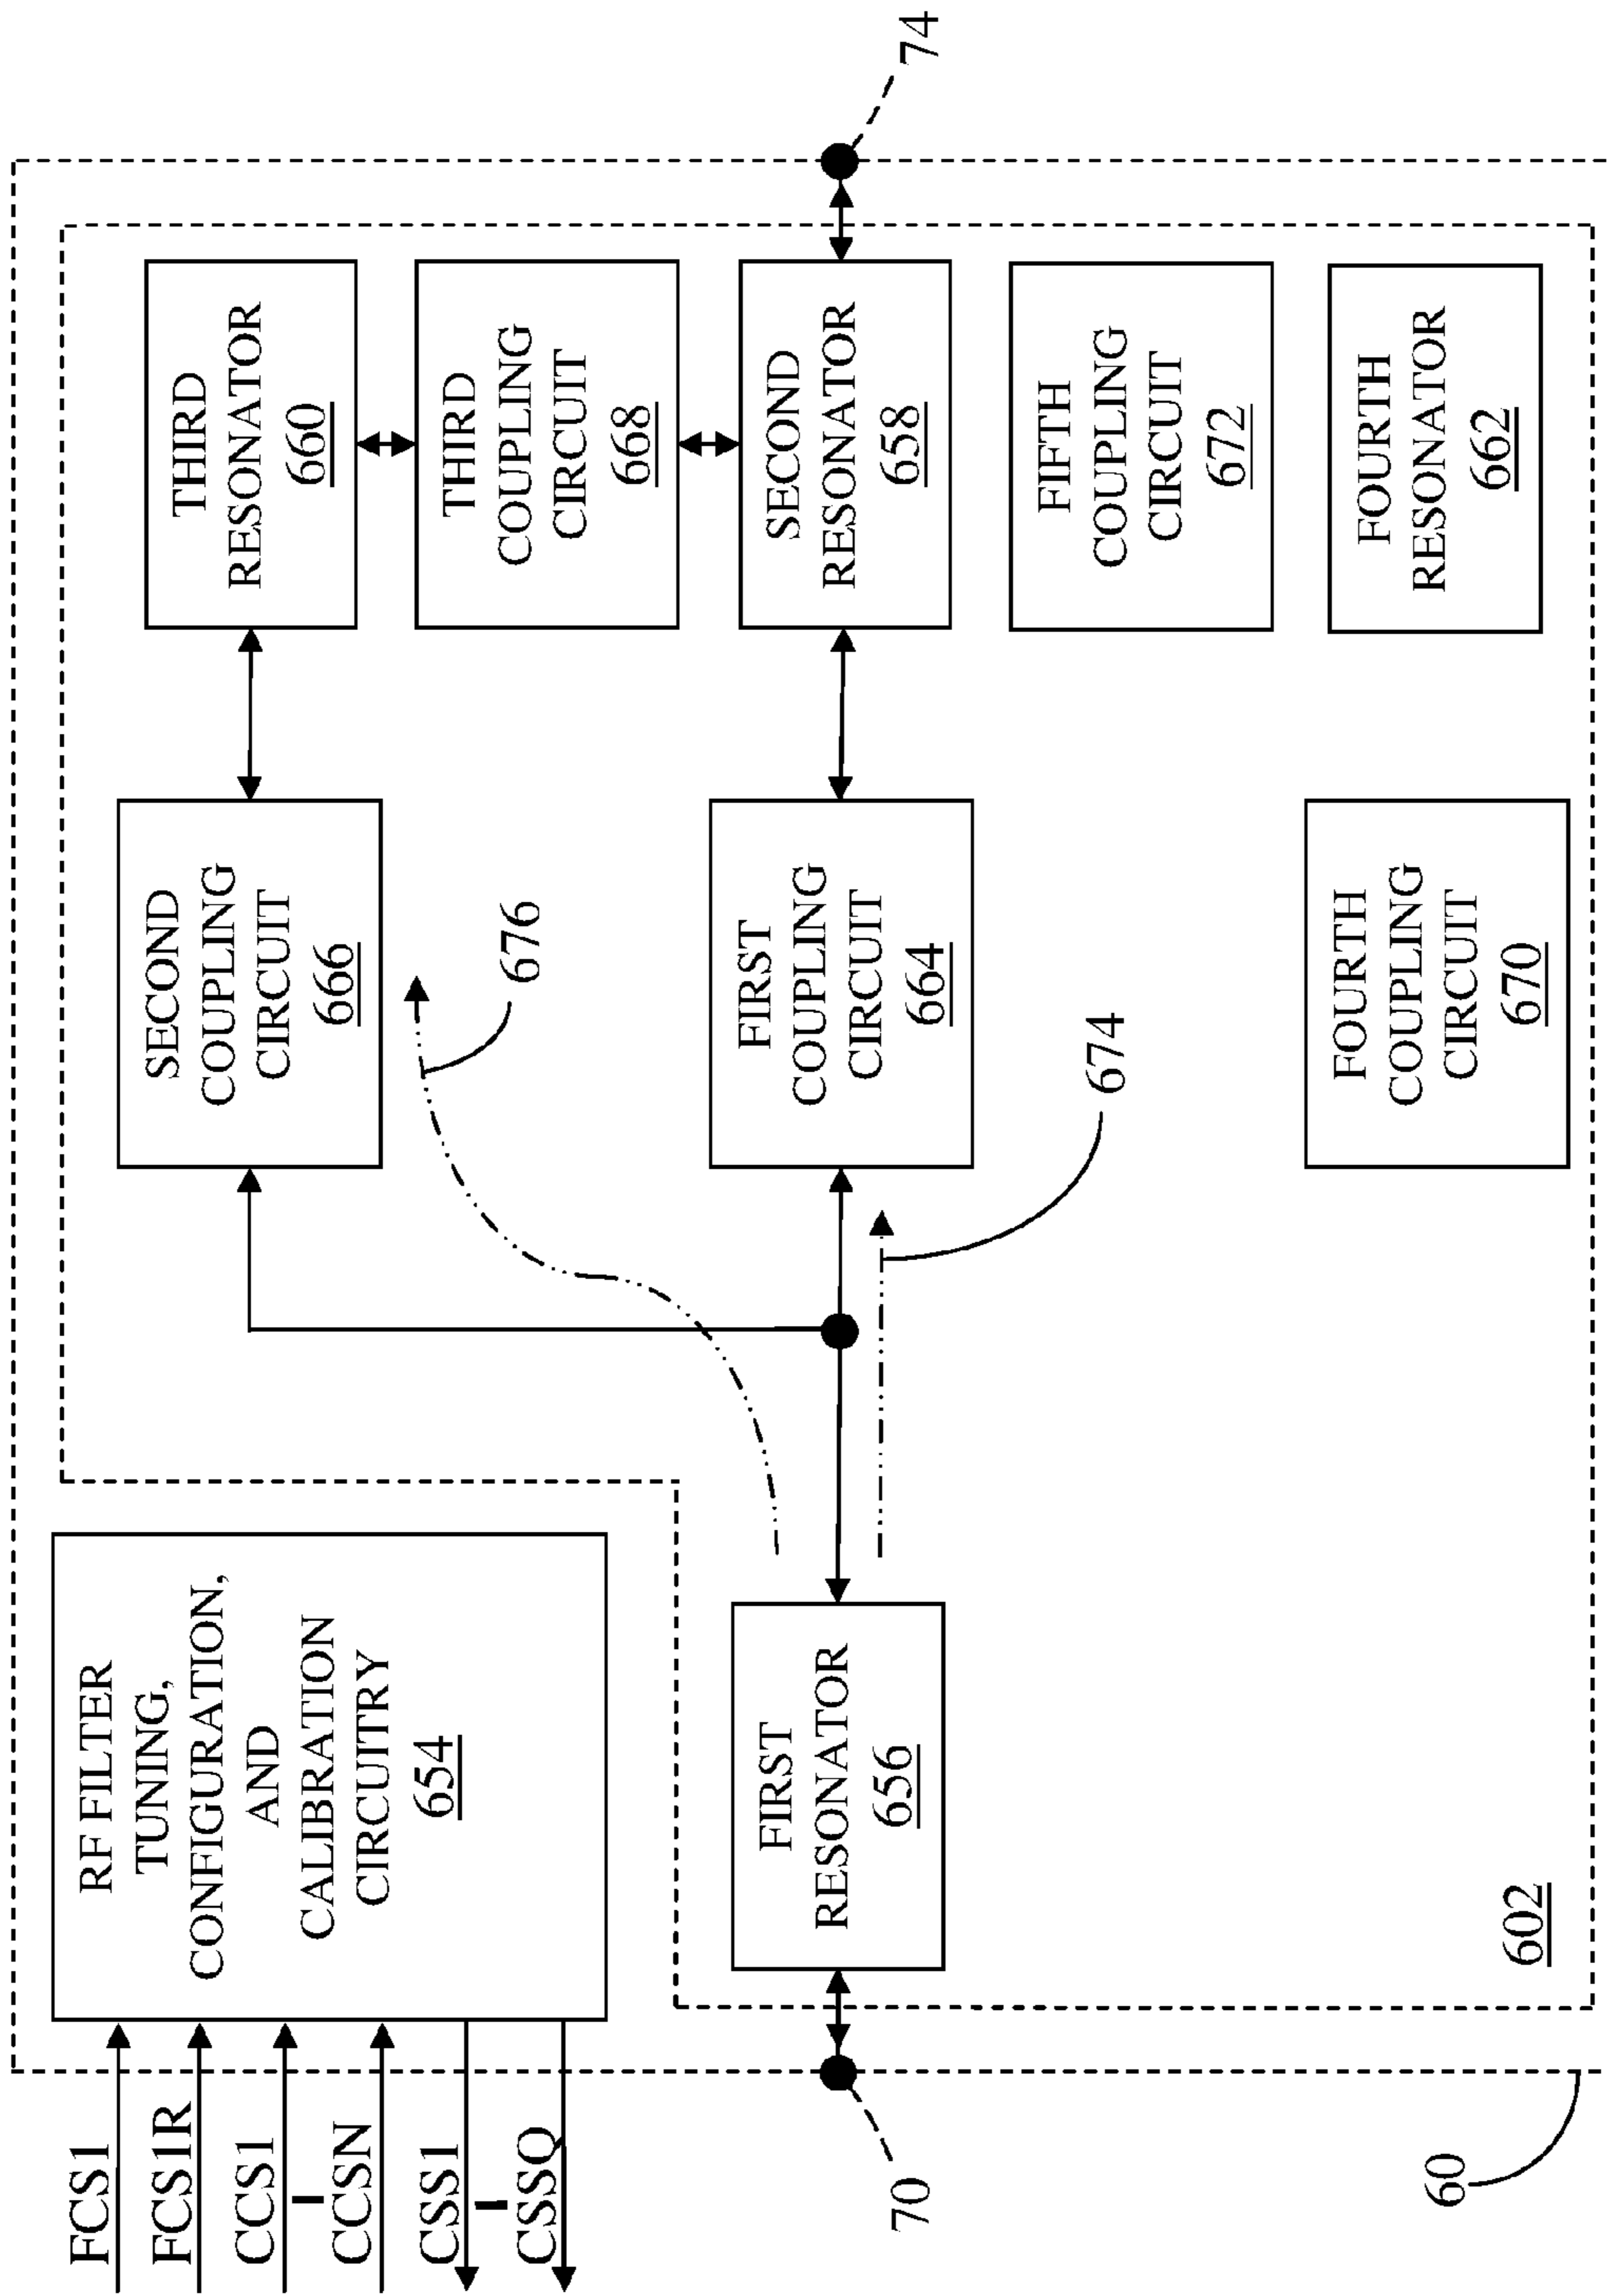 FCS1
FCS1R
CCS1
CCSN
CSS1
CSSQ
RF FILTER
TUNING,
CONFIGURATION,
AND
CALIBRATION
CIRCUITRY
654
SECOND
COUPLING
CIRCUIT
666
THIRD
RESONATOR
660
676
THIRD
COUPLING
CIRCUIT
668
70
FIRST
RESONATOR
656
FIRST
COUPLING
CIRCUIT
664
SECOND
RESONATOR
658
74
674
FIFTH
COUPLING
CIRCUIT
672
FOURTH
COUPLING
CIRCUIT
670
FOURTH
RESONATOR
662
60
602